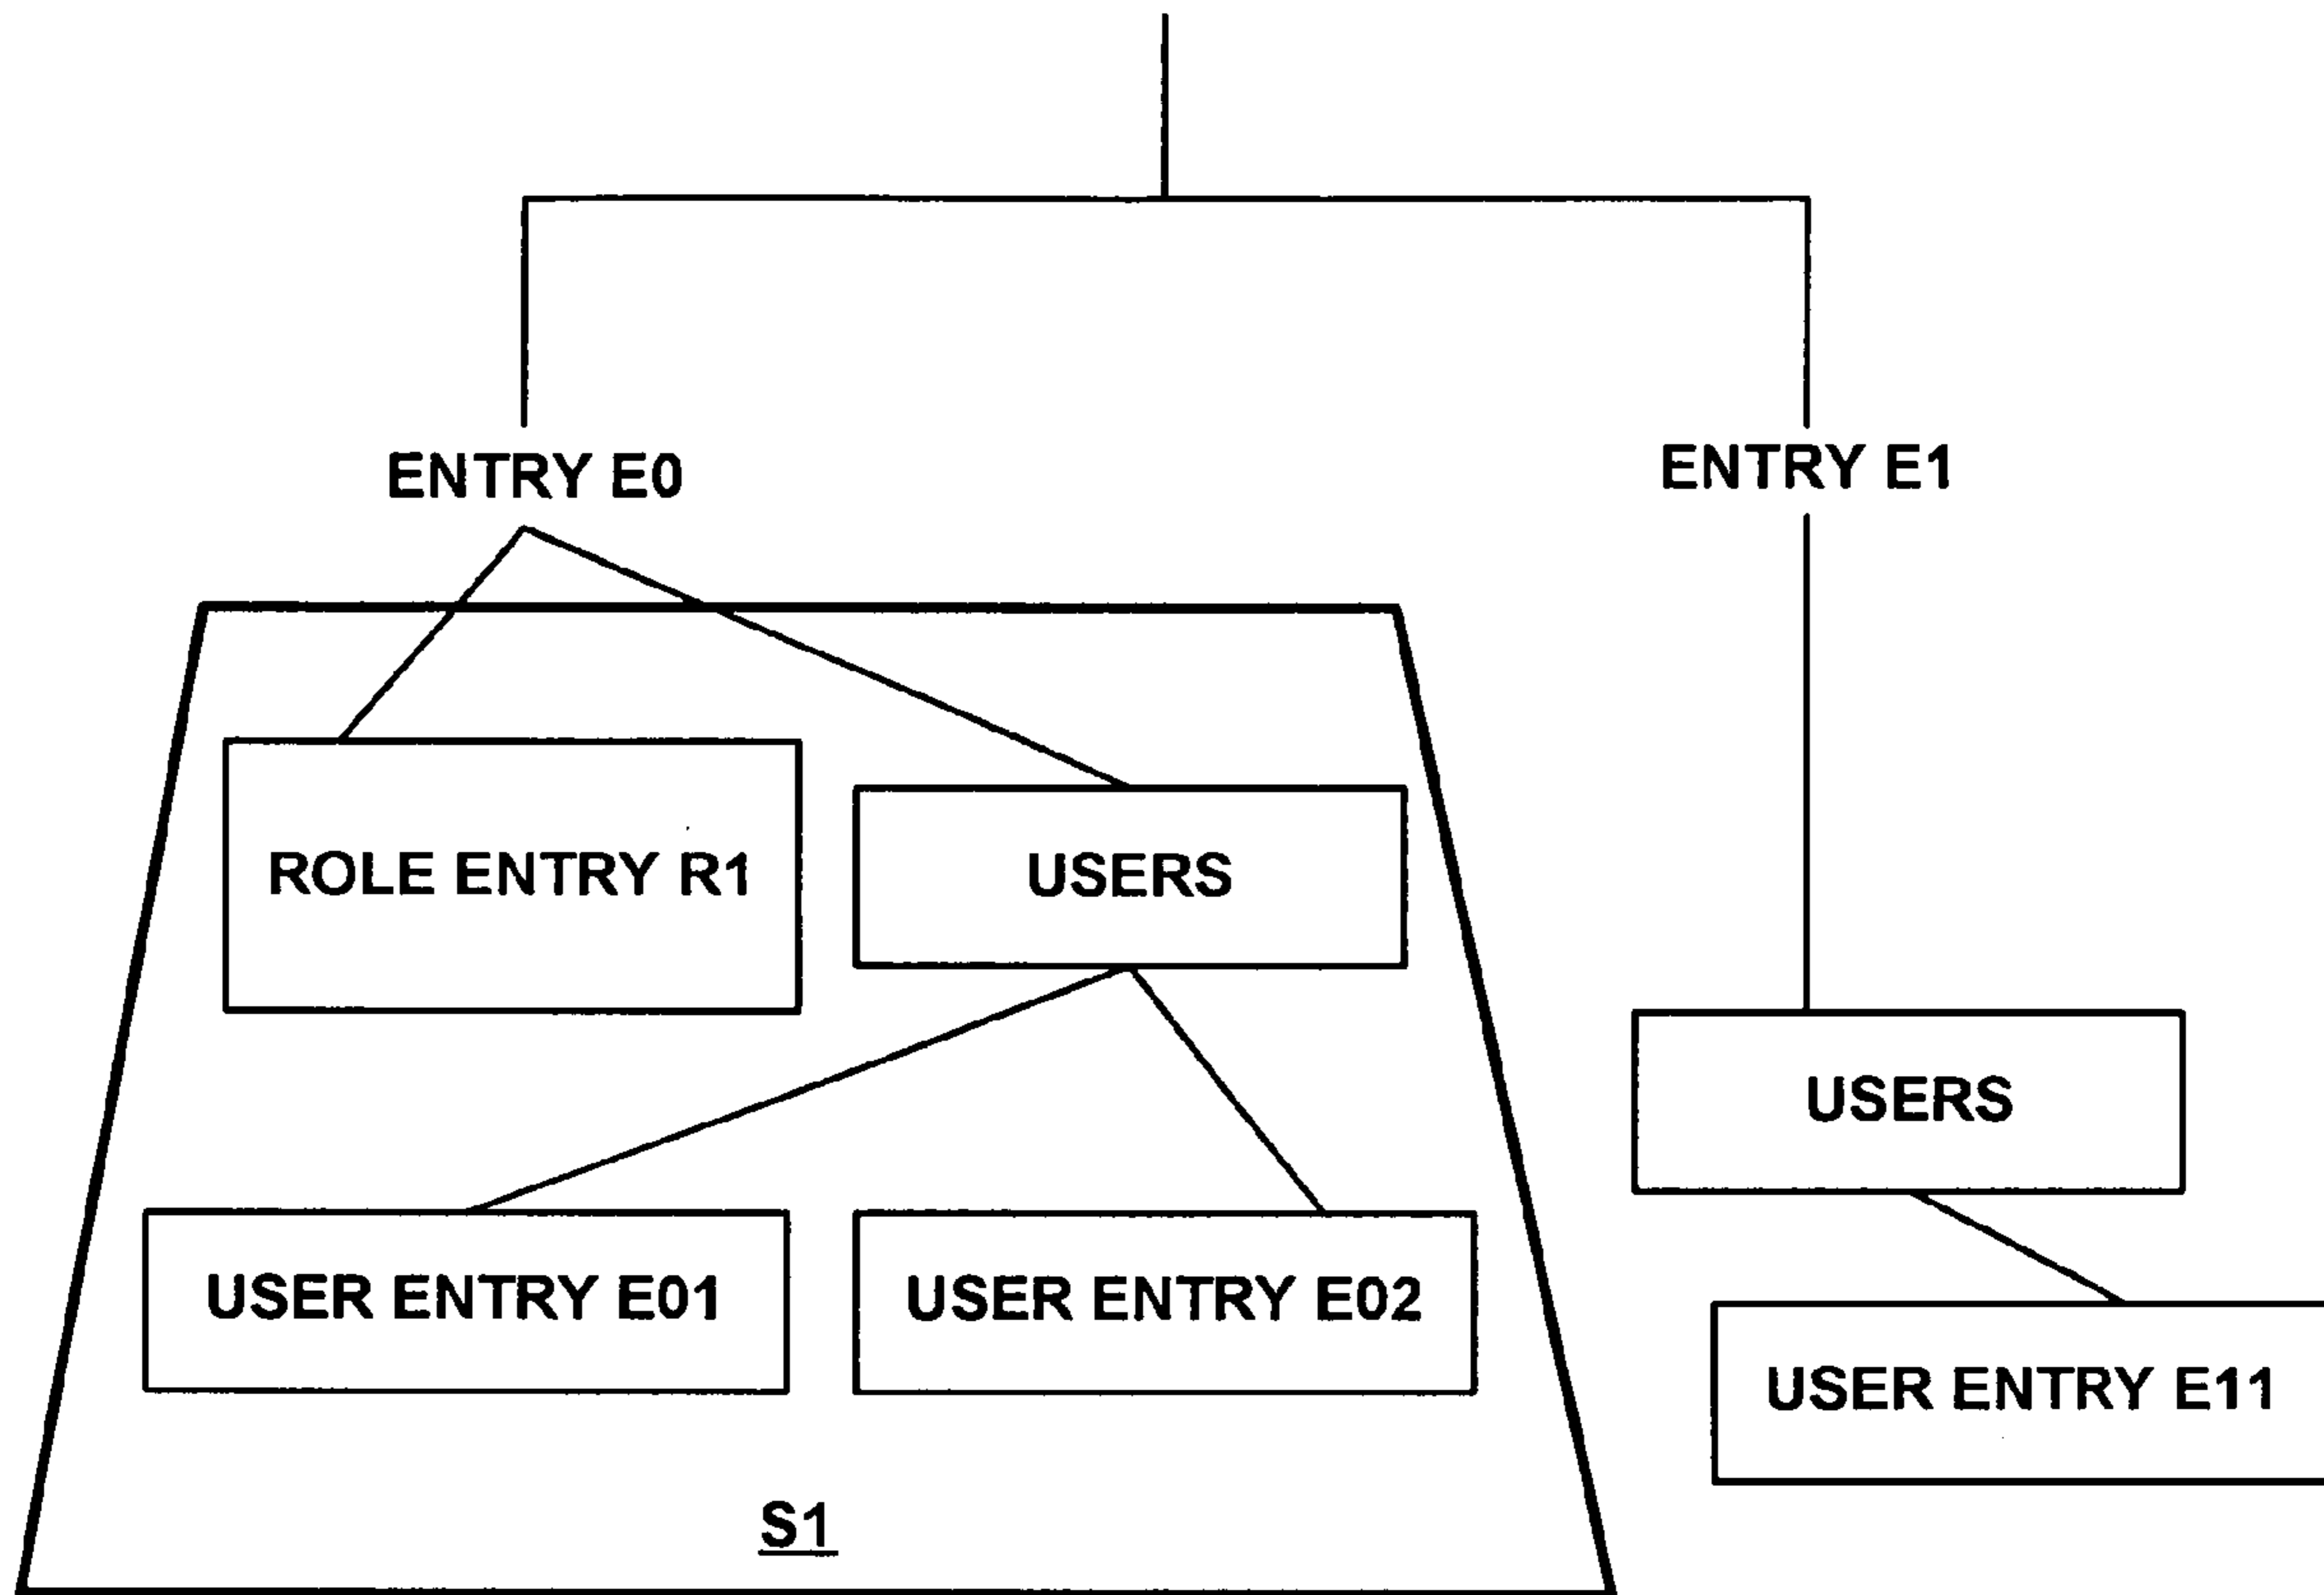 ENTRY E0
ENTRY E1
ROLE ENTRY R1
USERS
USERS
USER ENTRY E01
USER ENTRY E02
USER ENTRY E11
S1